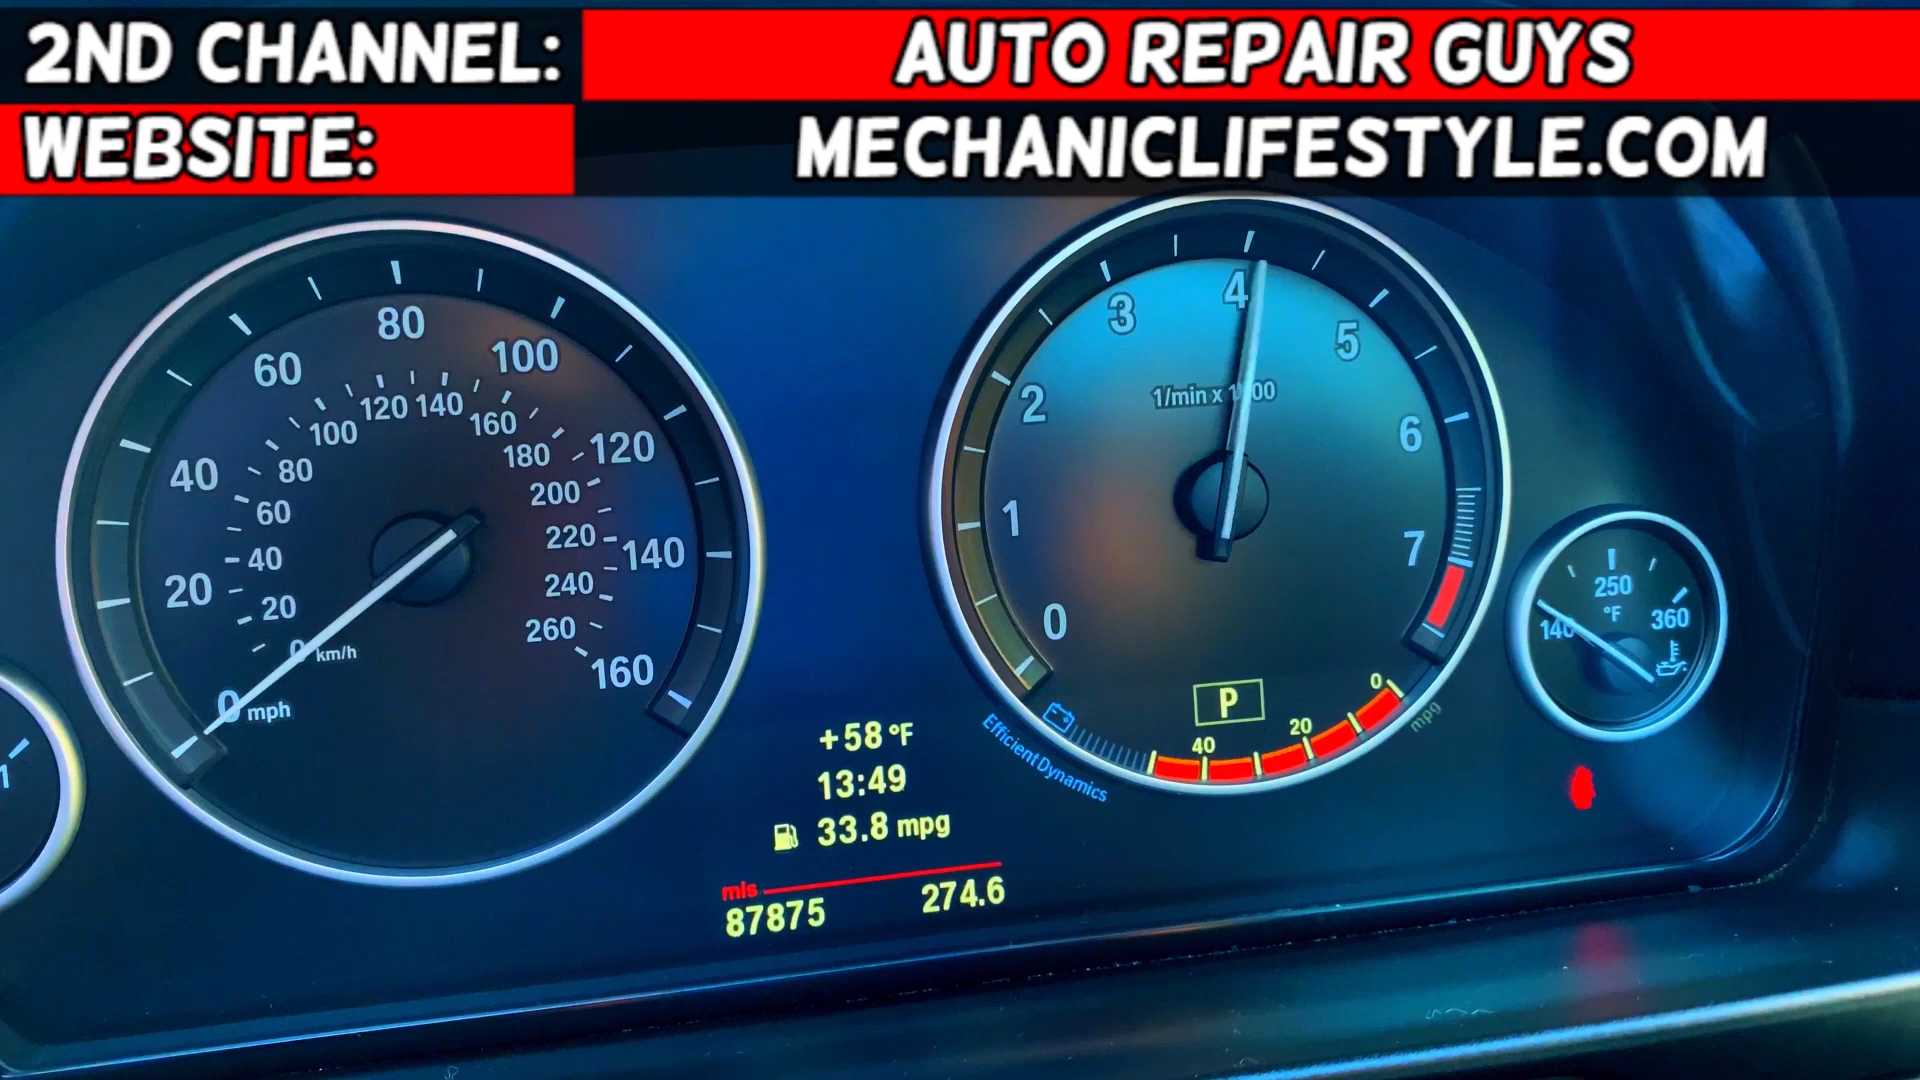 2ND CHANNEL: AUTO REPAIR GUYS
WEBSITE: MECHANICLIFESTYLE.COM
0 20 40 60 80 100 120 140 160
mph
0 20 40 60 80 100 120 140 160 180 200 220 240 260
km/h
0 1 2 3 4 5 6 7
1/min x
P
40 20 0
mpg
EfficientDynamics
140 250 360
°F
1
+58 °F
13:49
33.8 mpg
mls
87875 274.6